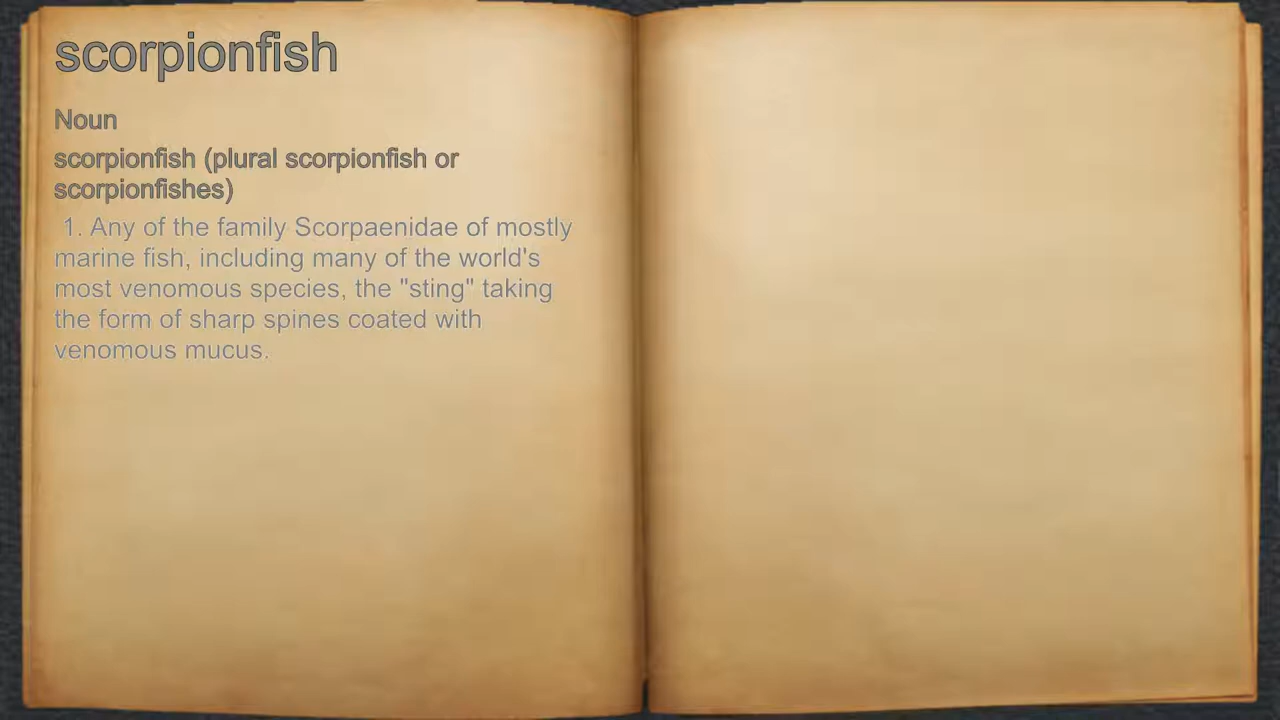 scorpionfish
Noun
scorpionfish (plural scorpionfish or
scorpionfishes)
1. Any of the family Scorpaenidae of mostly
marine fish, including many of the world's
most venomous species, the "sting" taking
the form of sharp spines coated with
venomous mucus.